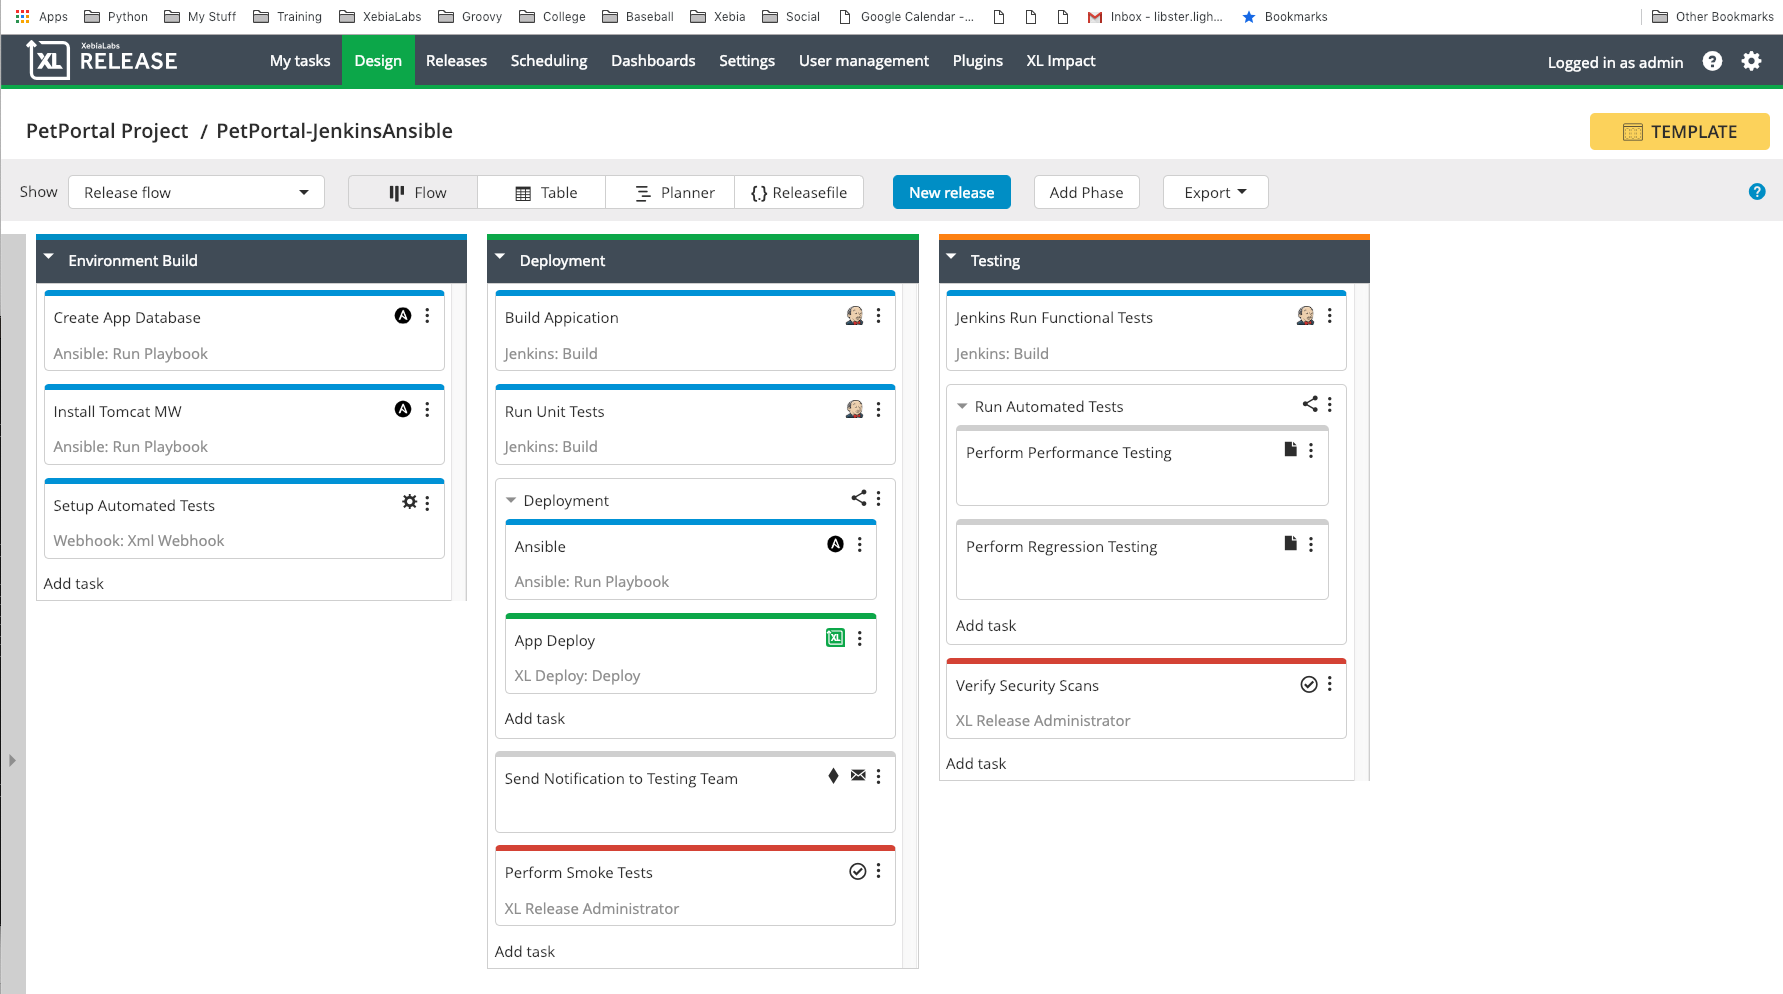 Apps Python My Stuff Training XebiaLabs Groovy College Baseball Xebia Social Google Calendar -... Inbox - libster.ligh... Bookmarks Other Bookmarks
XL XebiaLabs RELEASE My tasks Design Releases Scheduling Dashboards Settings User management Plugins XL Impact Logged in as admin ?
PetPortal Project / PetPortal-JenkinsAnsible TEMPLATE
Show Release flow Flow Table Planner {} Releasefile New release Add Phase Export ?
Environment Build
Create App Database A
Ansible: Run Playbook
Install Tomcat MW A
Ansible: Run Playbook
Setup Automated Tests
Webhook: Xml Webhook
Add task
Deployment
Build Appication
Jenkins: Build
Run Unit Tests
Jenkins: Build
Deployment
Ansible A
Ansible: Run Playbook
App Deploy XL
XL Deploy: Deploy
Add task
Send Notification to Testing Team
Perform Smoke Tests
XL Release Administrator
Add task
Testing
Jenkins Run Functional Tests
Jenkins: Build
Run Automated Tests
Perform Performance Testing
Perform Regression Testing
Add task
Verify Security Scans
XL Release Administrator
Add task